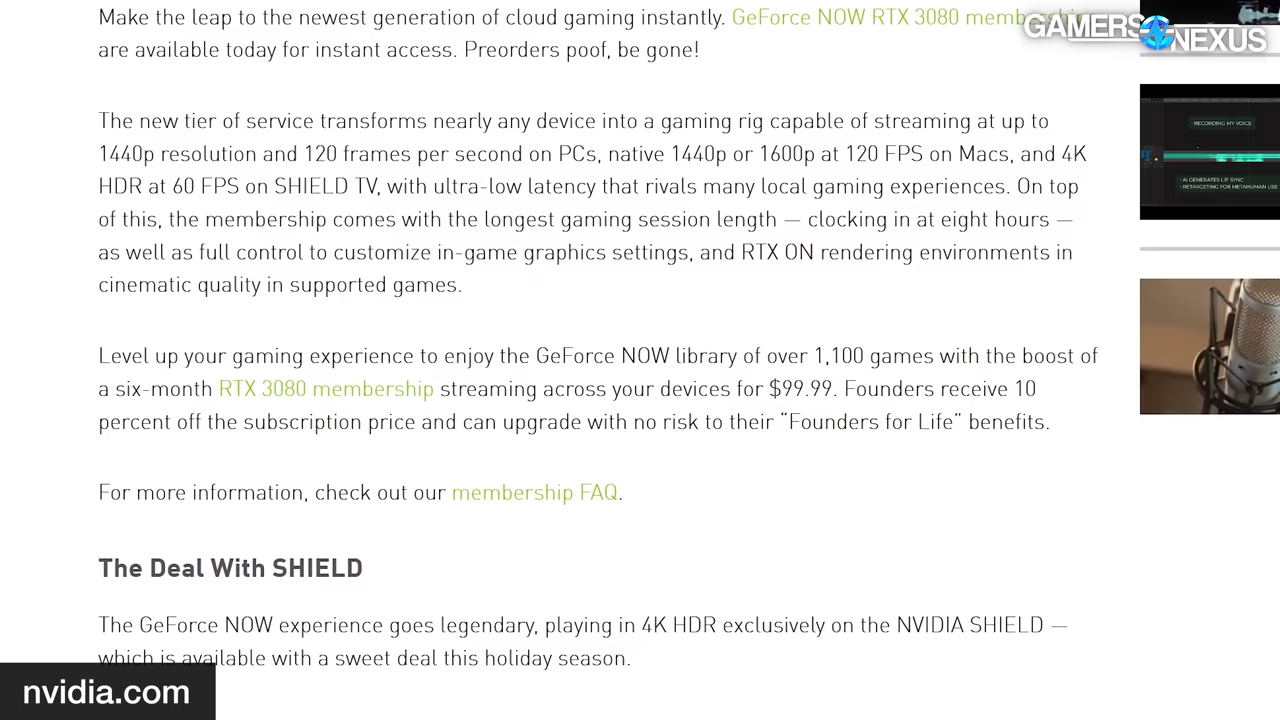 Make the leap to the newest generation of cloud gaming instantly. GeForce NOW RTX 3080
are available today for instant access. Preorders poof, be gone!
GAMERS NEXUS
The new tier of service transforms nearly any device into a gaming rig capable of streaming at up to
1440p resolution and 120 frames per second on PCs, native 1440p or 1600p at 120 FPS on Macs, and 4K
HDR at 60 FPS on SHIELD TV, with ultra-low latency that rivals many local gaming experiences. On top
of this, the membership comes with the longest gaming session length — clocking in at eight hours —
as well as full control to customize in-game graphics settings, and RTX ON rendering environments in
cinematic quality in supported games.
- RECORDING MY VOICE
- AI GENERATES LIP SYNC
- RETARGETING FOR METAHUMAN USE
Level up your gaming experience to enjoy the GeForce NOW library of over 1,100 games with the boost of
a six-month RTX 3080 membership streaming across your devices for $99.99. Founders receive 10
percent off the subscription price and can upgrade with no risk to their “Founders for Life” benefits.
For more information, check out our membership FAQ.
The Deal With SHIELD
The GeForce NOW experience goes legendary, playing in 4K HDR exclusively on the NVIDIA SHIELD —
which is available with a sweet deal this holiday season.
nvidia.com